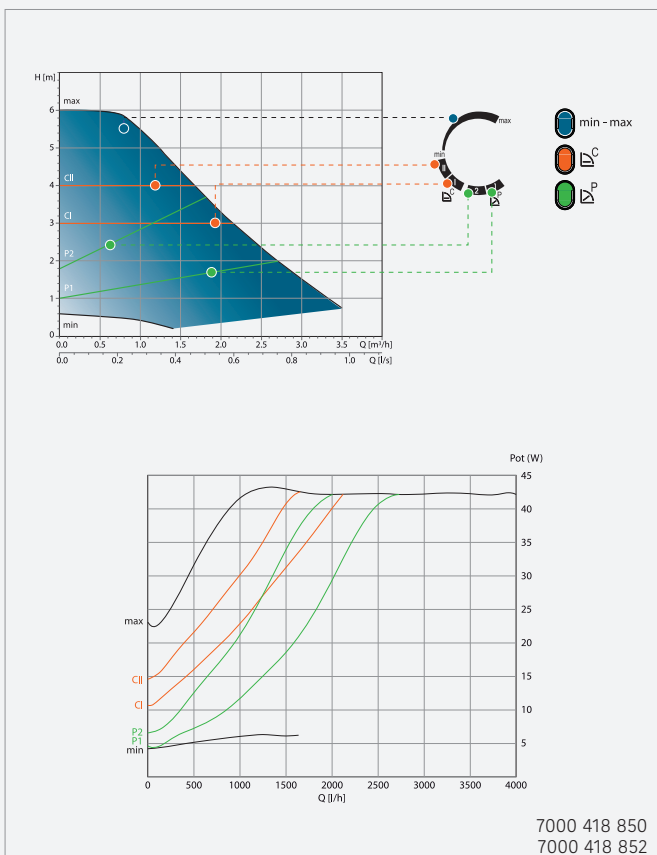 H [m]
max
6
5
CII
4
CI
3
P2
2
P1
1
min
0
0.0 0.5 1.0 1.5 2.0 2.5 3.0 3.5 Q [m³/h]
0.0 0.2 0.4 0.6 0.8 1.0 Q [l/s]
max
min
II
I
C
2
1
P
min - max
C
P
Pot (W)
45
40
35
30
25
20
15
10
5
max
CII
CI
P2
P1
min
0 500 1000 1500 2000 2500 3000 3500 4000
Q [l/h]
7000 418 850
7000 418 852